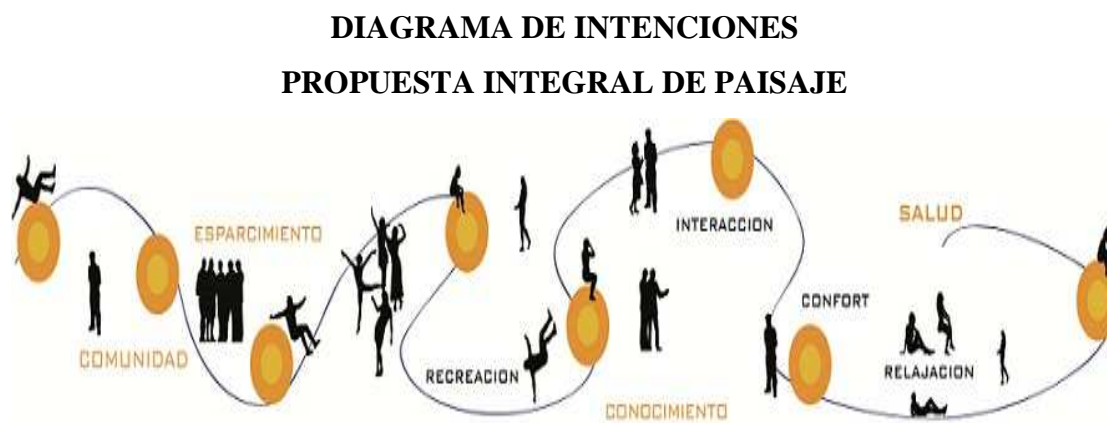 DIAGRAMA DE INTENCIONES
PROPUESTA INTEGRAL DE PAISAJE
COMUNIDAD
ESPARCIMIENTO
RECREACION
CONOCIMIENTO
INTERACCION
CONFORT
SALUD
RELAJACION